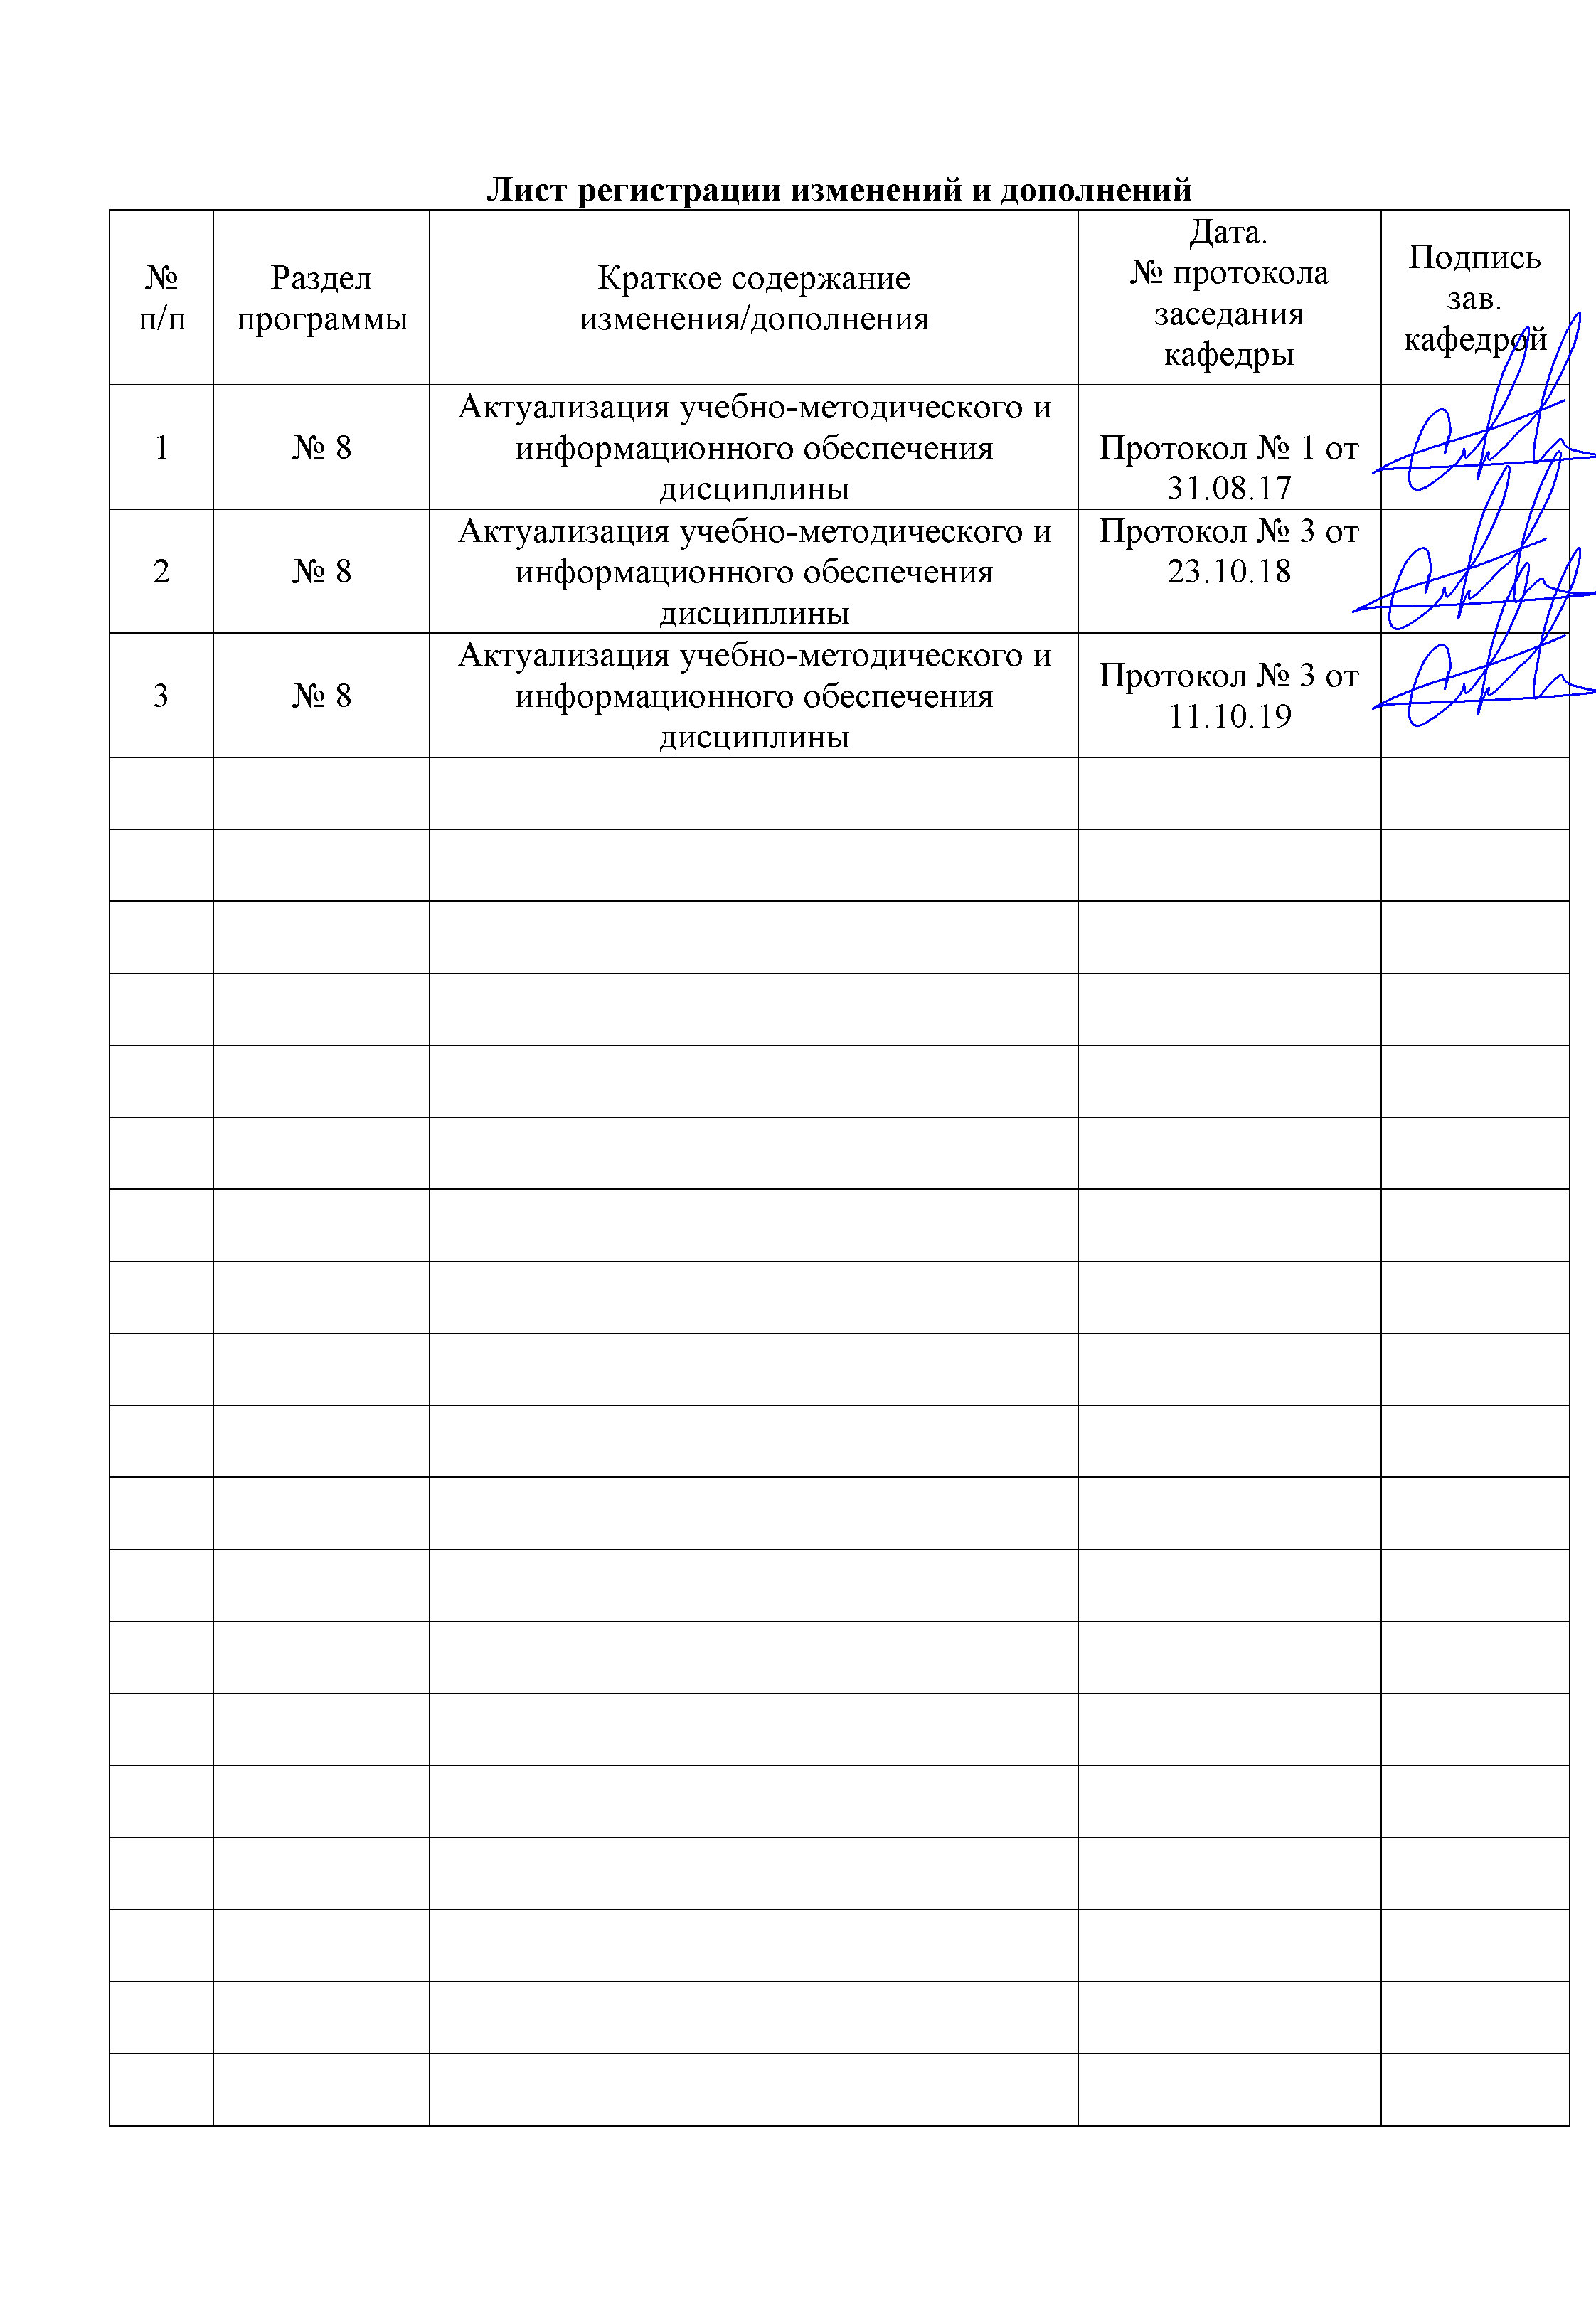 Лист регистрации изменений и дополнений
№
п/п
Раздел
программы
Краткое содержание
изменения/дополнения
Дата.
№ протокола
заседания
кафедры
Подпись
зав.
кафедрой
1
№ 8
Актуализация учебно-методического и
информационного обеспечения
дисциплины
Протокол № 1 от
31.08.17
2
№ 8
Актуализация учебно-методического и
информационного обеспечения
дисциплины
Протокол № 3 от
23.10.18
3
№ 8
Актуализация учебно-методического и
информационного обеспечения
дисциплины
Протокол № 3 от
11.10.19